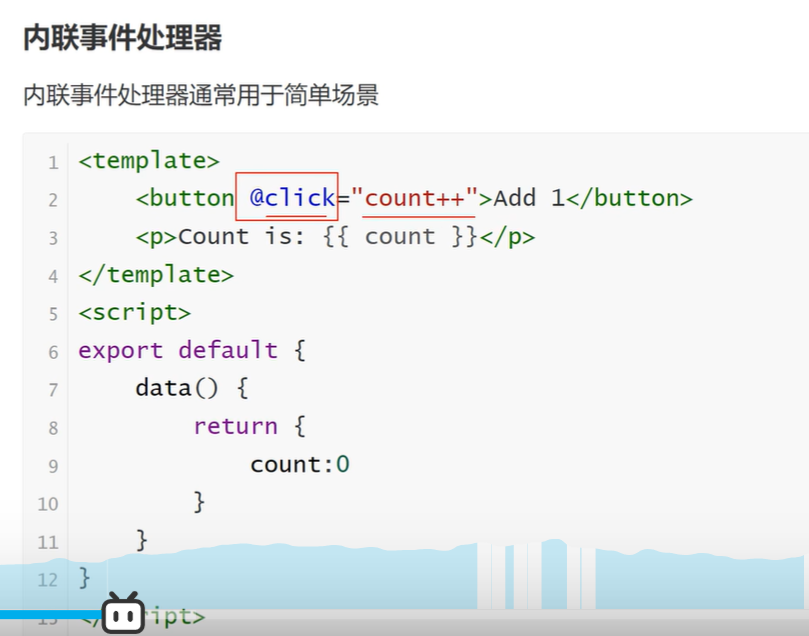 内联事件处理器
内联事件处理器通常用于简单场景
1 <template>
2 <button @click="count++">Add 1</button>
3 <p>Count is: {{ count }}</p>
4 </template>
5 <script>
6 export default {
7 data() {
8 return {
9 count:0
10 }
11 }
12 }
13 </ript>